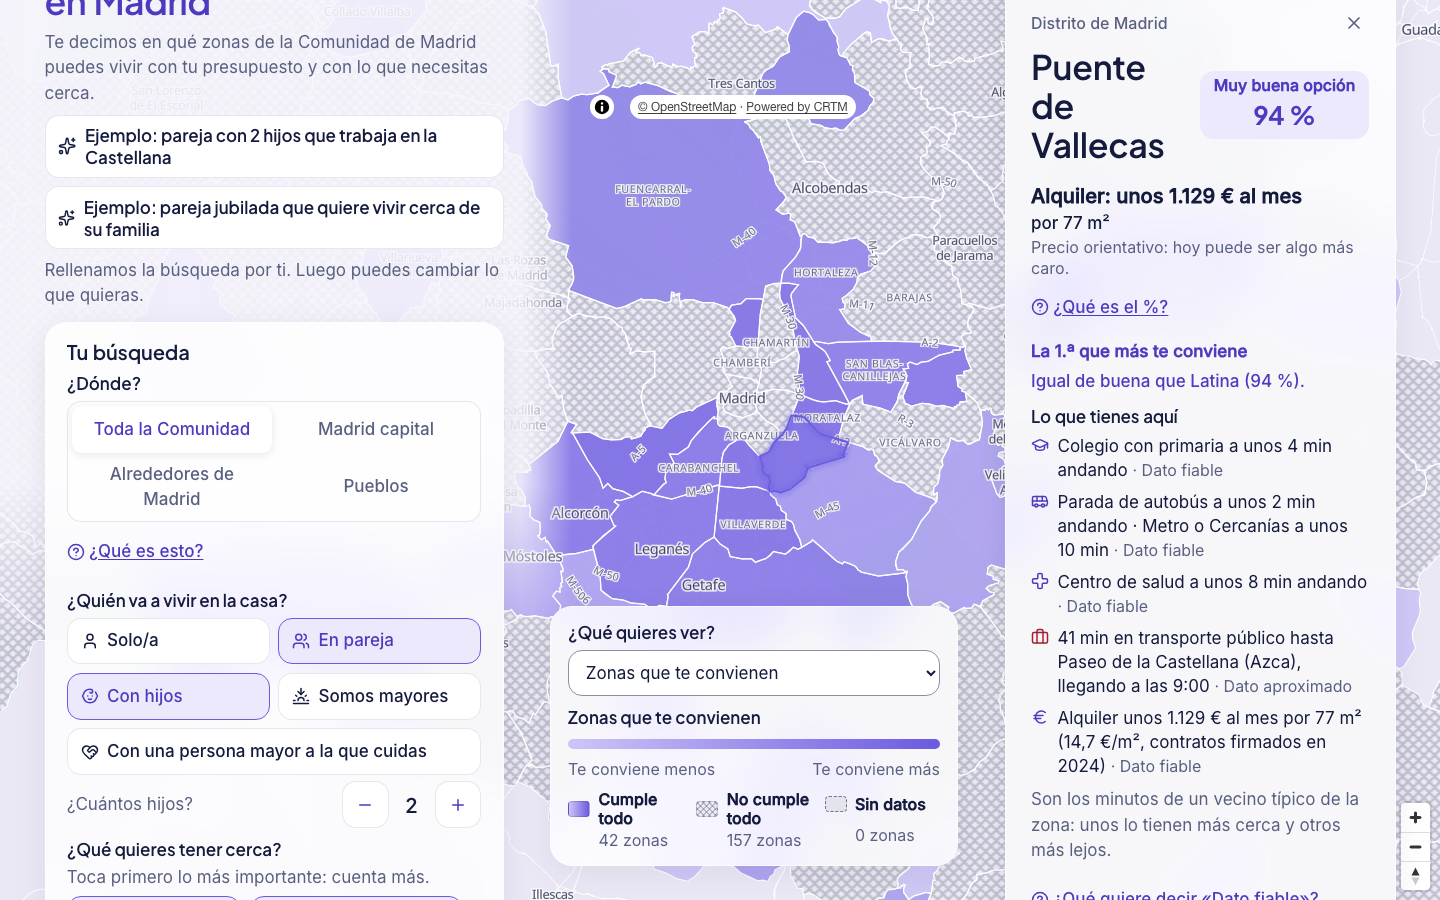 en Madrid
Te decimos en qué zonas de la Comunidad de Madrid
puedes vivir con tu presupuesto y con lo que necesitas
cerca.
Ejemplo: pareja con 2 hijos que trabaja en la
Castellana
Ejemplo: pareja jubilada que quiere vivir cerca de
su familia
Rellenamos la búsqueda por ti. Luego puedes cambiar lo
que quieras.
Tu búsqueda
¿Dónde?
Toda la Comunidad
Madrid capital
Alrededores de
Madrid
Pueblos
¿Qué es esto?
¿Quién va a vivir en la casa?
Solo/a
En pareja
Con hijos
Somos mayores
Con una persona mayor a la que cuidas
¿Cuántos hijos?
2
¿Qué quieres tener cerca?
Toca primero lo más importante: cuenta más.
Collado Villalba
San Lorenzo
de El Escorial
Las Rozas
de Madrid
Majadahonda
Tres Cantos
© OpenStreetMap · Powered by CRTM
FUENCARRAL-
EL PARDO
Alcobendas
M-50
M-40
M-12
Paracuellos
de Jarama
HORTALEZA
BARAJAS
M-11
M-30
CHAMARTÍN
A-2
CHAMBERÍ
SAN BLAS-
CANILLEJAS
M-30
Madrid
MORATALAZ
R-3
ARGANZUELA
VICÁLVARO
A-5
CARABANCHEL
M-40
M-45
Alcorcón
VILLAVERDE
Móstoles
Leganés
M-50
M-506
Getafe
Illescas
¿Qué quieres ver?
Zonas que te convienen
Zonas que te convienen
Te conviene menos
Te conviene más
Cumple
todo
42 zonas
No cumple
todo
157 zonas
Sin datos
0 zonas
Distrito de Madrid
Puente
de
Vallecas
Muy buena opción
94 %
Alquiler: unos 1.129 € al mes
por 77 m²
Precio orientativo: hoy puede ser algo más
caro.
¿Qué es el %?
La 1.ª que más te conviene
Igual de buena que Latina (94 %).
Lo que tienes aquí
Colegio con primaria a unos 4 min
andando · Dato fiable
Parada de autobús a unos 2 min
andando · Metro o Cercanías a unos
10 min · Dato fiable
Centro de salud a unos 8 min andando
· Dato fiable
41 min en transporte público hasta
Paseo de la Castellana (Azca),
llegando a las 9:00 · Dato aproximado
Alquiler unos 1.129 € al mes por 77 m²
(14,7 €/m², contratos firmados en
2024) · Dato fiable
Son los minutos de un vecino típico de la
zona: unos lo tienen más cerca y otros
más lejos.
¿Qué quiere decir «Dato fiable»?